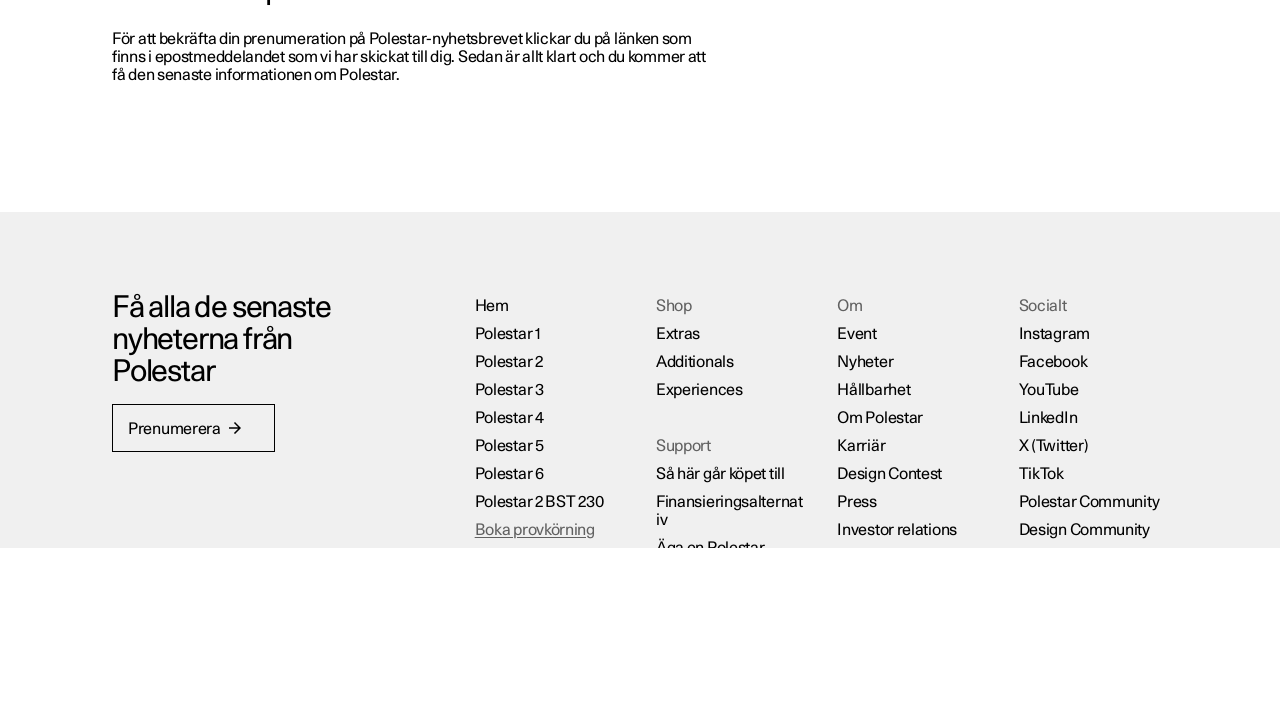 För att bekräfta din prenumeration på Polestar-nyhetsbrevet klickar du på länken som
finns i epostmeddelandet som vi har skickat till dig. Sedan är allt klart och du kommer att
få den senaste informationen om Polestar.
Få alla de senaste
nyheterna från
Polestar
Prenumerera →
Hem
Polestar 1
Polestar 2
Polestar 3
Polestar 4
Polestar 5
Polestar 6
Polestar 2 BST 230
Boka provkörning
Shop
Extras
Additionals
Experiences
Support
Så här går köpet till
Finansieringsalternat
iv
Äga en Polestar
Om
Event
Nyheter
Hållbarhet
Om Polestar
Karriär
Design Contest
Press
Investor relations
Socialt
Instagram
Facebook
YouTube
LinkedIn
X (Twitter)
TikTok
Polestar Community
Design Community